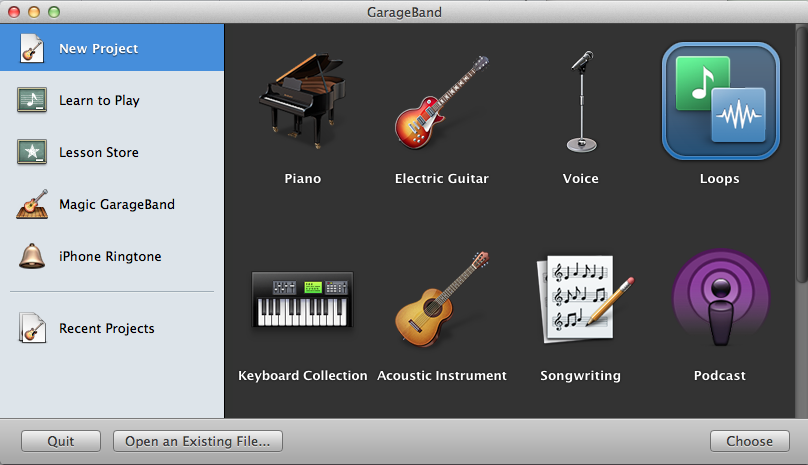 GarageBand
New Project
Learn to Play
Lesson Store
Magic GarageBand
iPhone Ringtone
Recent Projects
Piano
Electric Guitar
Voice
Loops
Keyboard Collection
Acoustic Instrument
Songwriting
Podcast
Quit
Open an Existing File...
Choose